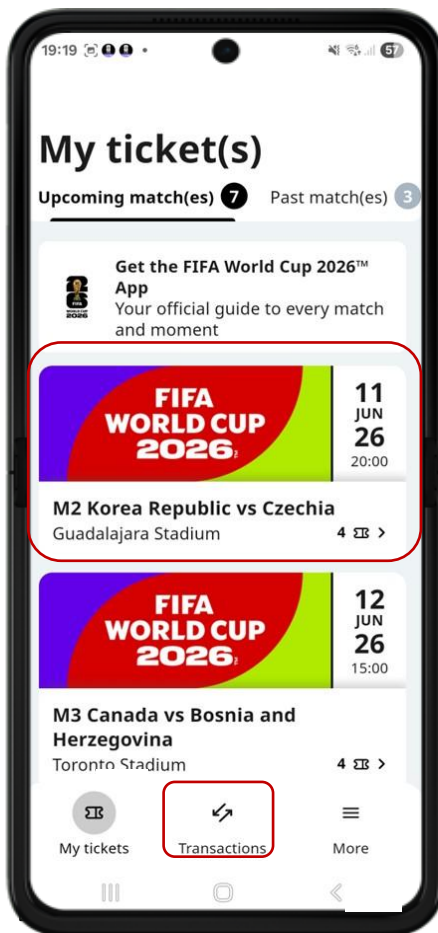 19:19
57
My ticket(s)
Upcoming match(es) 7 Past match(es) 3
Get the FIFA World Cup 2026™
App
Your official guide to every match
and moment
FIFA
WORLD CUP
2026
11
JUN
26
20:00
M2 Korea Republic vs Czechia
Guadalajara Stadium 4
FIFA
WORLD CUP
2026
12
JUN
26
15:00
M3 Canada vs Bosnia and
Herzegovina
Toronto Stadium 4
My tickets Transactions More